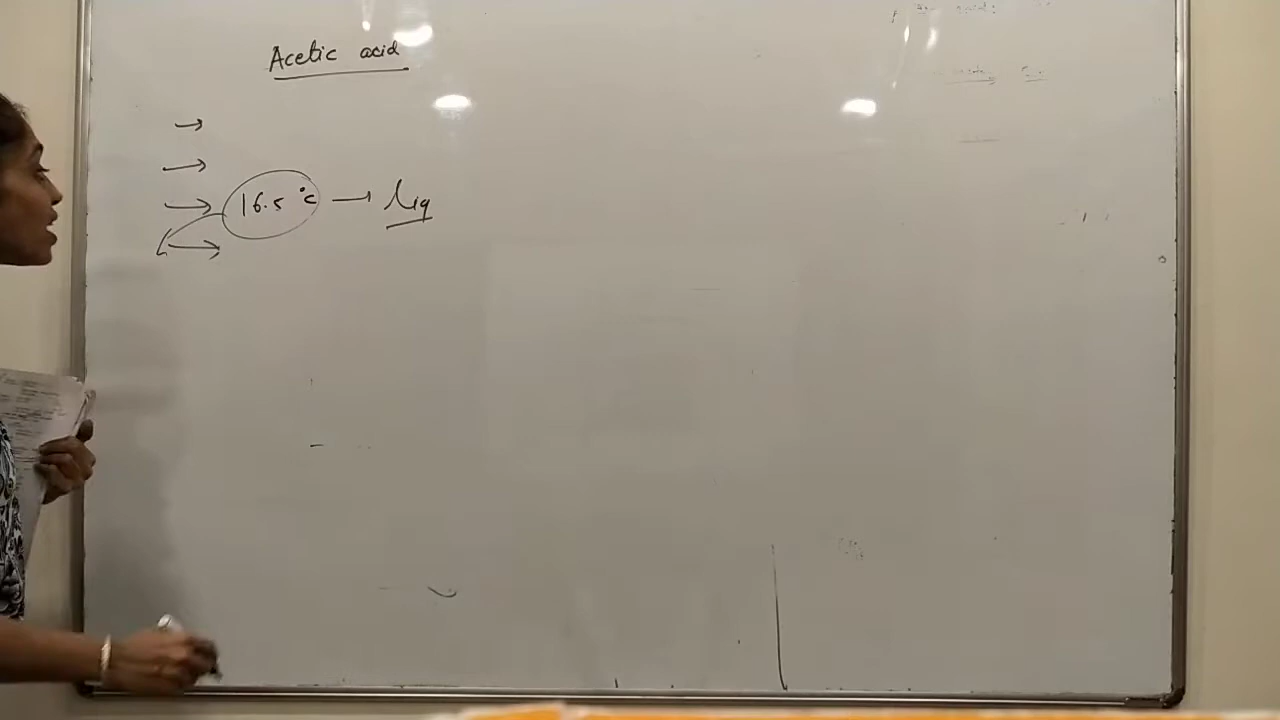 Acetic acid
→
→
→ 16.5 °c → Liq
→